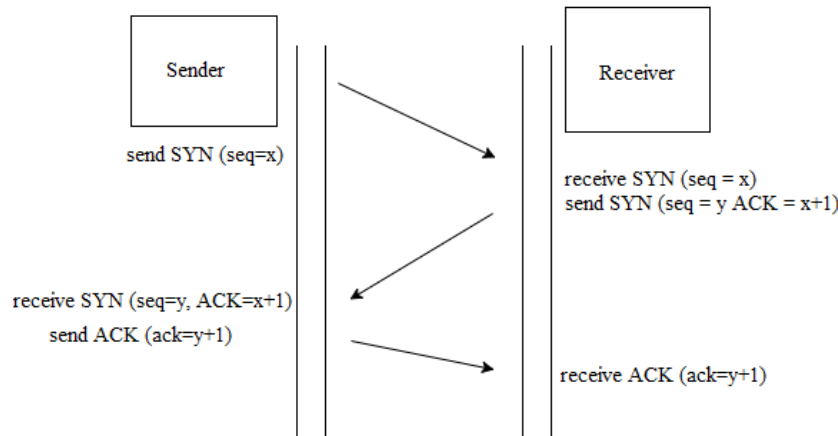 Sender
Receiver
send SYN (seq=x)
receive SYN (seq = x)
send SYN (seq = y ACK = x+1)
receive SYN (seq=y, ACK=x+1)
send ACK (ack=y+1)
receive ACK (ack=y+1)